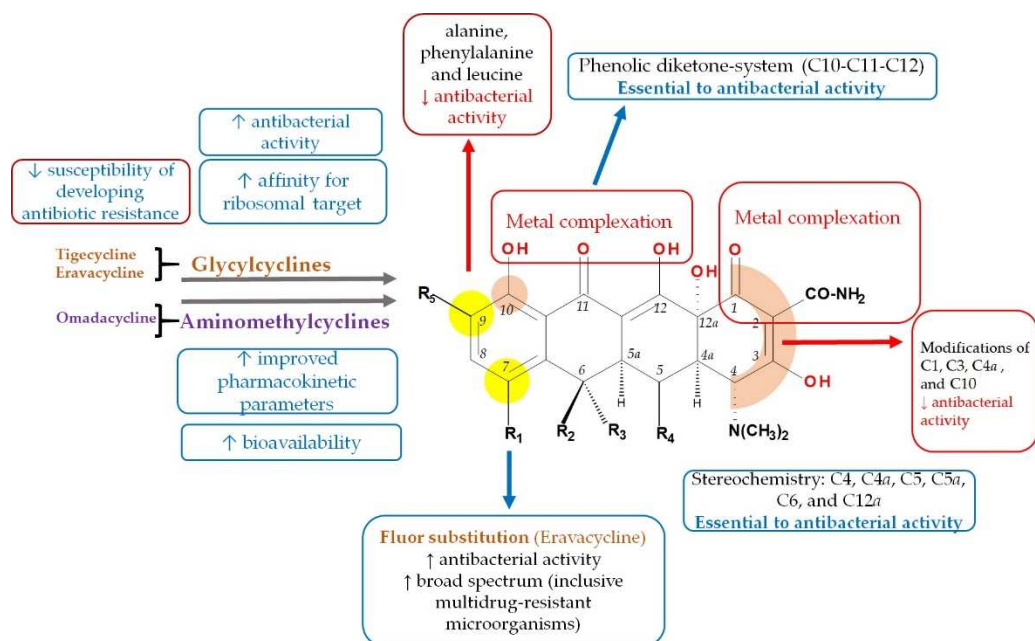 alanine,
phenylalanine
and leucine
↓ antibacterial
activity
Phenolic diketone-system (C10-C11-C12)
Essential to antibacterial activity
↑ antibacterial
activity
↓ susceptibility of
developing
antibiotic resistance
↑ affinity for
ribosomal target
Metal complexation
Metal complexation
Tigecycline
Eravacycline
Glycylcyclines
Omadacycline
Aminomethylcyclines
↑ improved
pharmacokinetic
parameters
↑ bioavailability
OH
O
OH
OH
O
CO-NH₂
R₅
10
11
12
12a
1
2
9
8
7
6
5a
5
4a
4
3
OH
H
H
R₁
R₂
R₃
R₄
N(CH₃)₂
Modifications of
C1, C3, C4a ,
and C10
↓ antibacterial
activity
Stereochemistry: C4, C4a, C5, C5a,
C6, and C12a
Essential to antibacterial activity
Fluor substitution (Eravacycline)
↑ antibacterial activity
↑ broad spectrum (inclusive
multidrug-resistant
microorganisms)